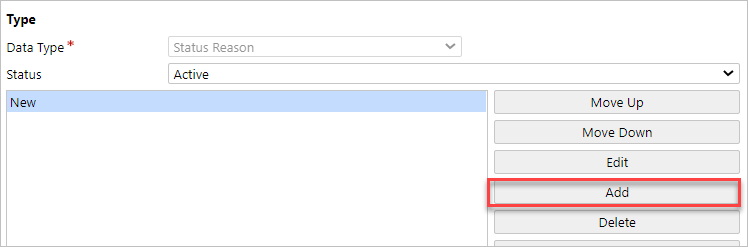 Type
Data Type * Status Reason
Status Active
New
Move Up
Move Down
Edit
Add
Delete